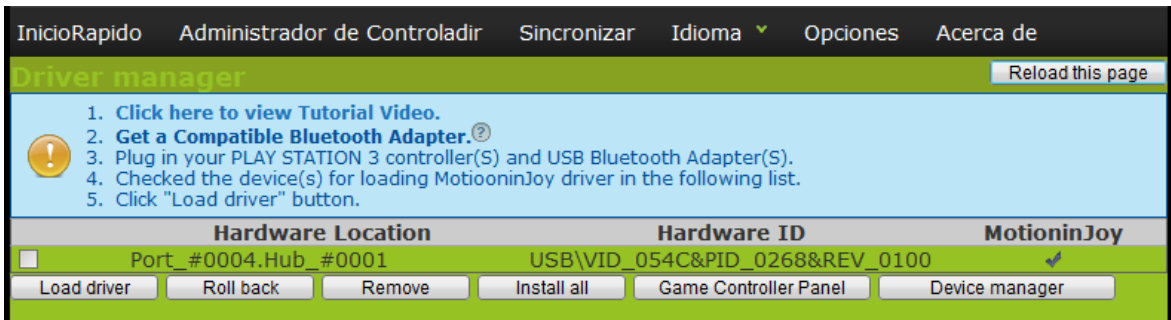 InicioRapido Administrador de Controladir Sincronizar Idioma Opciones Acerca de
Driver manager Reload this page
1. Click here to view Tutorial Video.
2. Get a Compatible Bluetooth Adapter.?
3. Plug in your PLAY STATION 3 controller(S) and USB Bluetooth Adapter(S).
4. Checked the device(s) for loading MotiooninJoy driver in the following list.
5. Click "Load driver" button.
Hardware Location Hardware ID MotioninJoy
Port_#0004.Hub_#0001 USB\VID_054C&PID_0268&REV_0100
Load driver Roll back Remove Install all Game Controller Panel Device manager